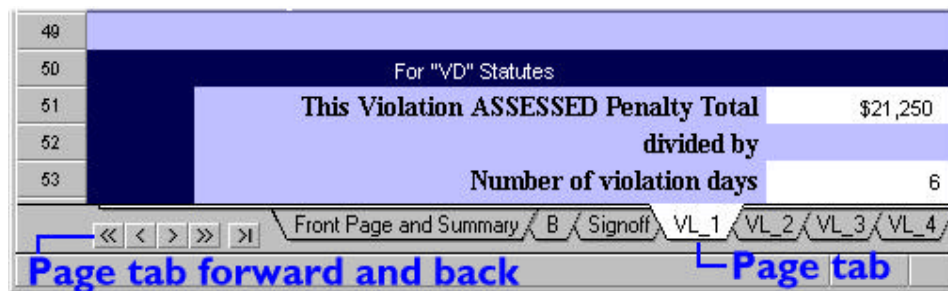 49
50 For "VD" Statutes
51 This Violation ASSESSED Penalty Total $21,250
52 divided by
53 Number of violation days 6
Front Page and Summary B Signoff VL_1 VL_2 VL_3 VL_4
Page tab forward and back Page tab